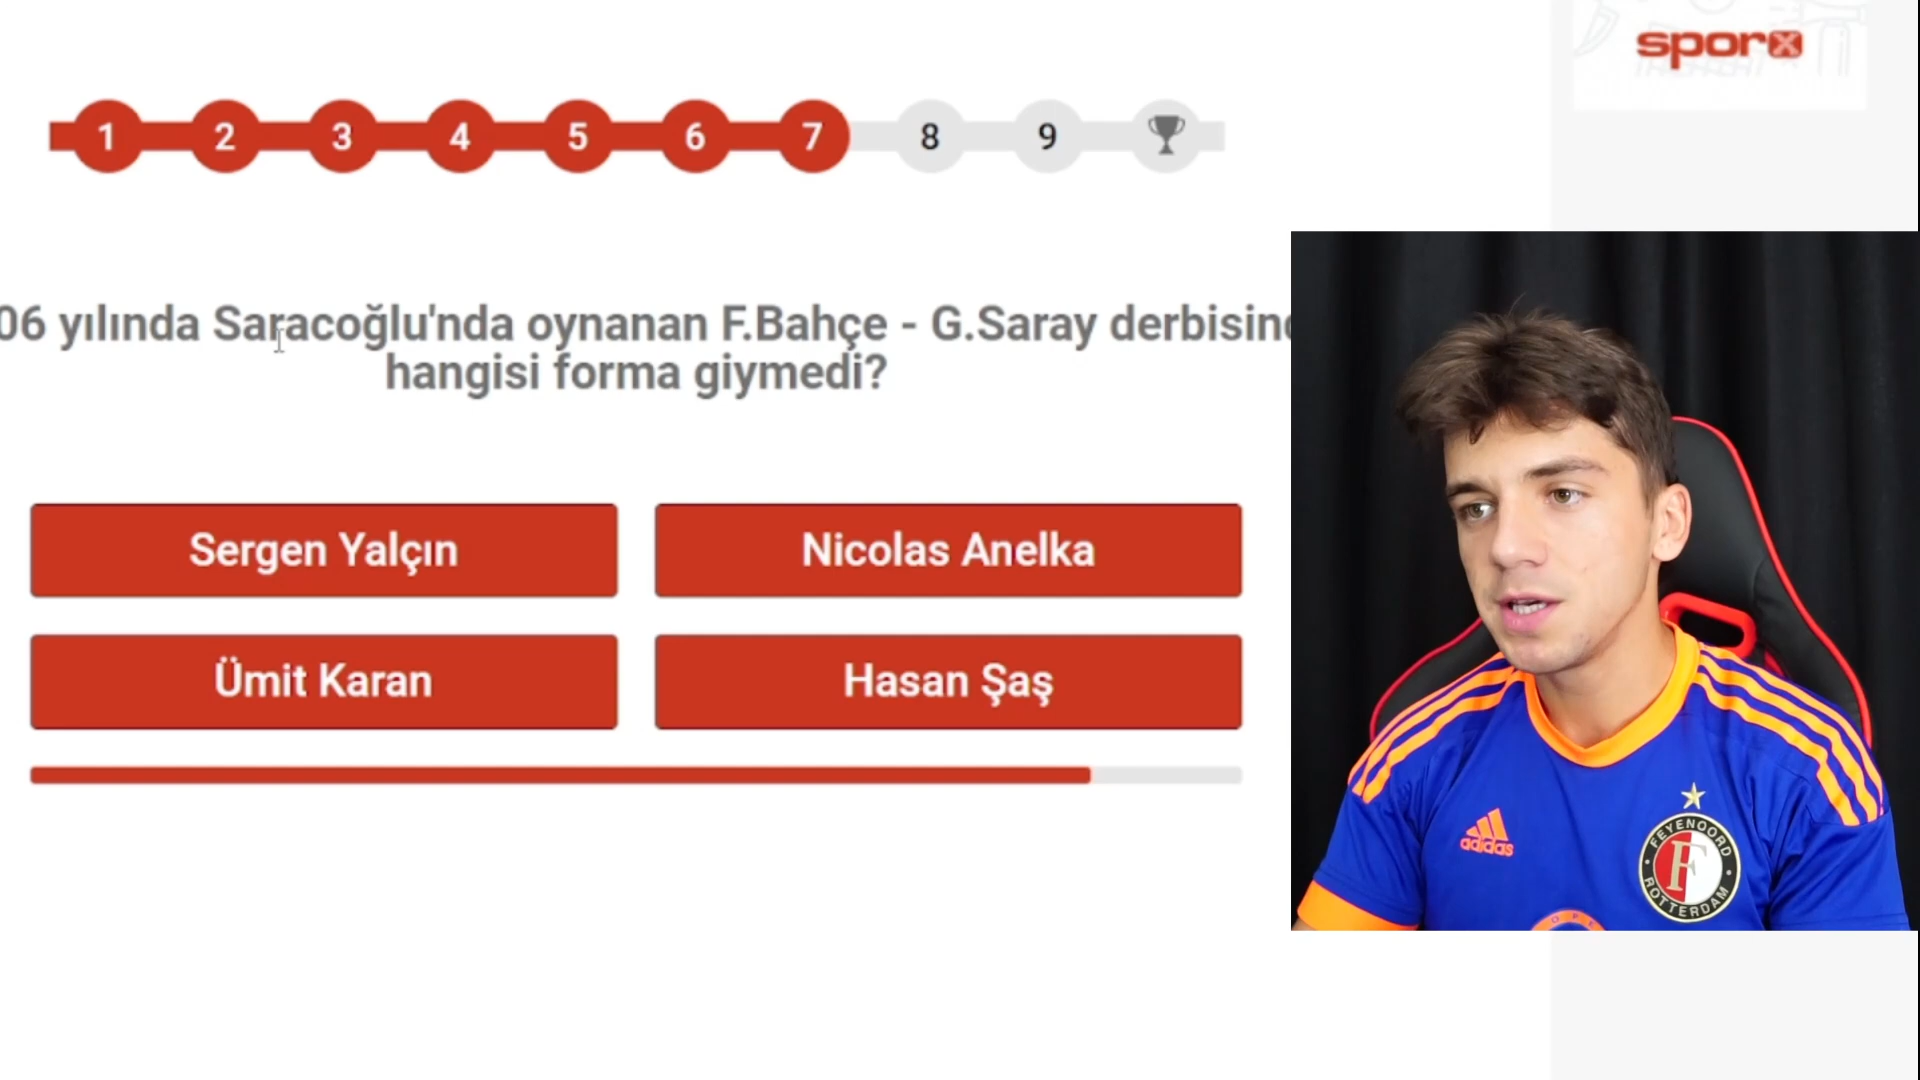 sporx
1 2 3 4 5 6 7 8 9
06 yılında Saracoğlu'nda oynanan F.Bahçe - G.Saray derbisind
hangisi forma giymedi?
Sergen Yalçın
Nicolas Anelka
Ümit Karan
Hasan Şaş
adidas
FEYENOORD
F
ROTTERDAM